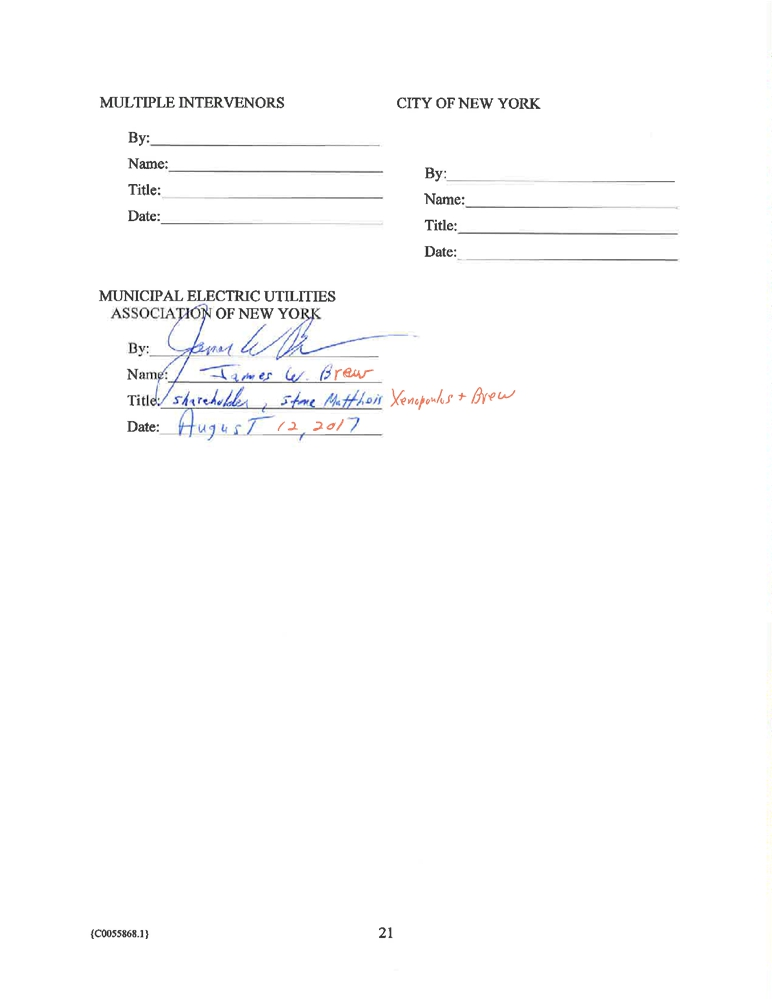 MULTIPLE INTERVENORS
By:
Name:
Title:
Date:
CITY OF NEW YORK
By:
Name:
Title:
Date:
MUNICIPAL ELECTRIC UTILITIES
ASSOCIATION OF NEW YORK
By: James W. B
Name: James W. Brew
Title: Shareholder, Stone Mattheis Xenopoulos + Brew
Date: August 12, 2017
{C0055868.1}
21